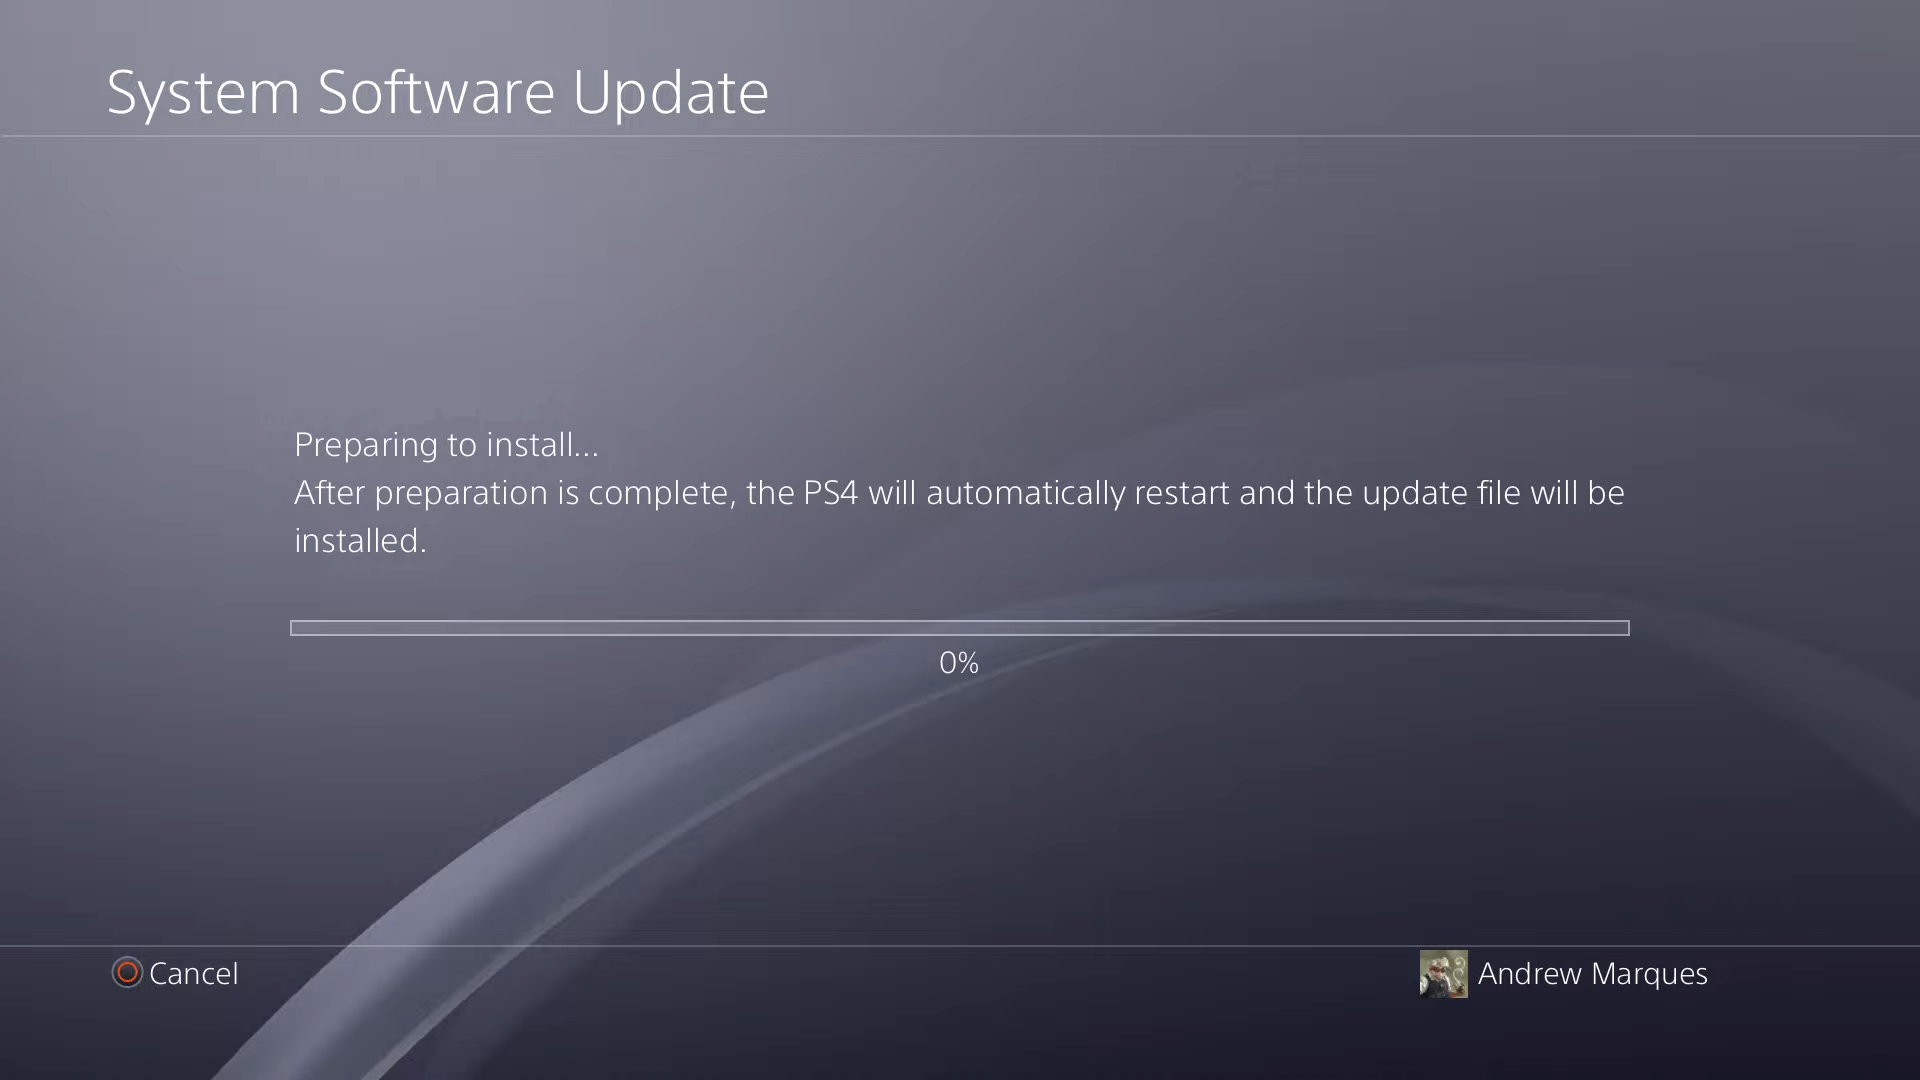 System Software Update
Preparing to install...
After preparation is complete, the PS4 will automatically restart and the update file will be
installed.
0%
Cancel
Andrew Marques